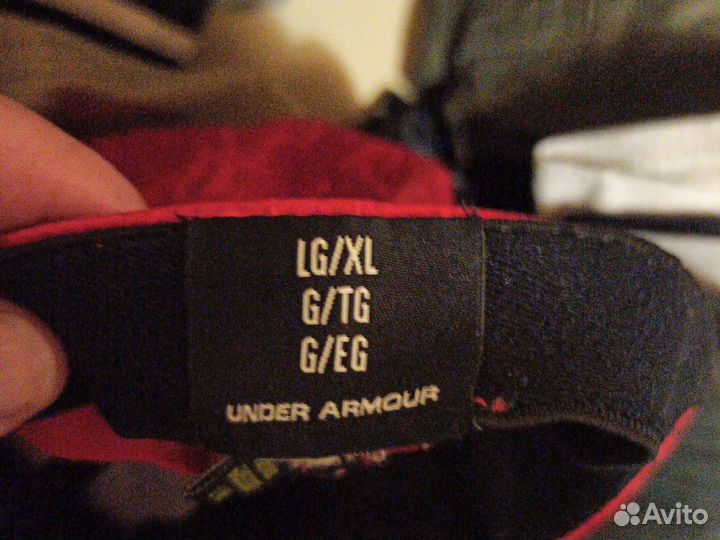 LG/XL
G/TG
G/EG
UNDER ARMOUR
Avito